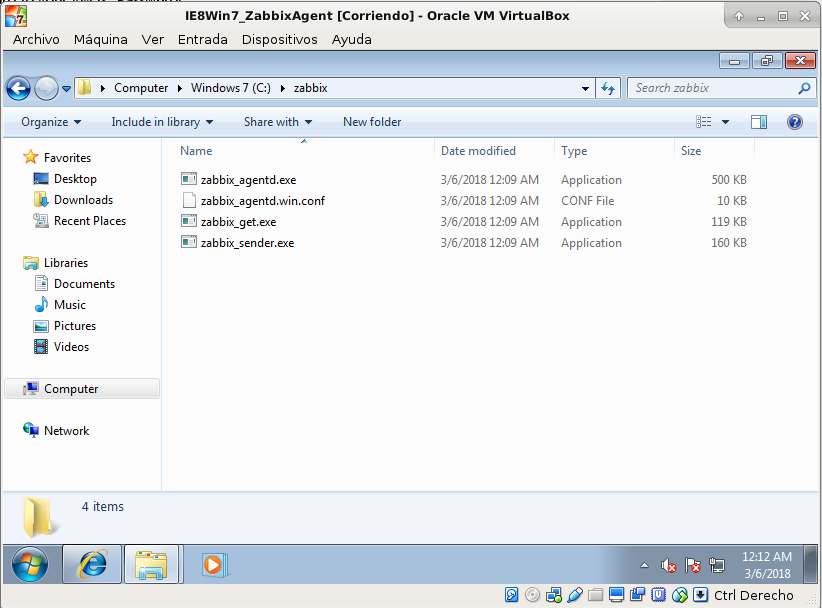 IE8Win7_ZabbixAgent [Corriendo] - Oracle VM VirtualBox
Archivo Máquina Ver Entrada Dispositivos Ayuda
Computer Windows 7 (C:) zabbix Search zabbix
Organize Include in library Share with New folder
Name Date modified Type Size
Favorites
Desktop
Downloads
Recent Places
Libraries
Documents
Music
Pictures
Videos
Computer
Network
zabbix_agentd.exe 3/6/2018 12:09 AM Application 500 KB
zabbix_agentd.win.conf 3/6/2018 12:09 AM CONF File 10 KB
zabbix_get.exe 3/6/2018 12:09 AM Application 119 KB
zabbix_sender.exe 3/6/2018 12:09 AM Application 160 KB
4 items
12:12 AM
3/6/2018
Ctrl Derecho